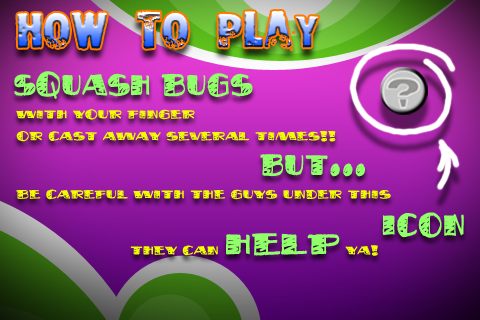 HOW TO PLAY
SQUASH BUGS
WITH YOUR FINGER
OR CAST AWAY SEVERAL TIMES!!
BUT...
BE CAREFUL WITH THE GUYS UNDER THIS
ICON
THEY CAN HELP YA!
?